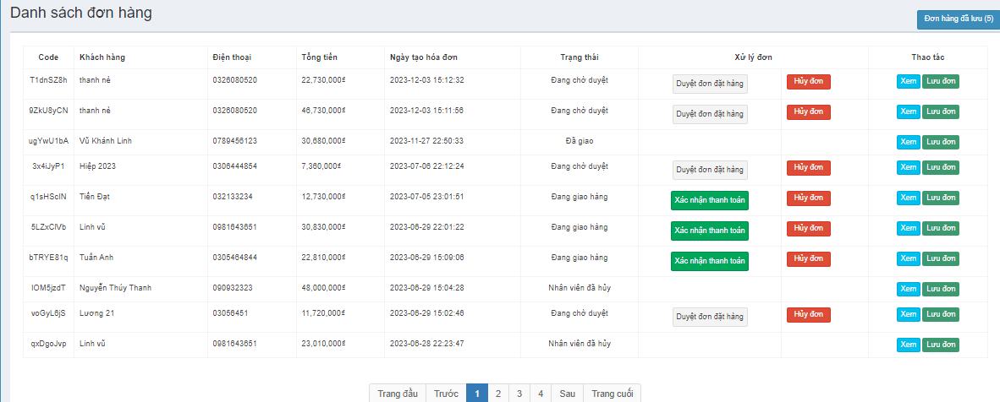 Danh sách đơn hàng
Đơn hàng đã lưu (5)
Code Khách hàng Điện thoại Tổng tiền Ngày tạo hóa đơn Trạng thái Xử lý đơn Thao tác
T1dnSZ8h thanh nè 0326080520 22,730,000₫ 2023-12-03 15:12:32 Đang chờ duyệt Duyệt đơn đặt hàng Hủy đơn Xem Lưu đơn
9ZkU8yCN thanh nè 0326080520 46,730,000₫ 2023-12-03 15:11:56 Đang chờ duyệt Duyệt đơn đặt hàng Hủy đơn Xem Lưu đơn
ugYwU1bA Vũ Khánh Linh 0789456123 30,680,000₫ 2023-11-27 22:50:33 Đã giao Xem Lưu đơn
3x4iJyP1 Hiệp 2023 0306444854 7,360,000₫ 2023-07-06 22:12:24 Đang chờ duyệt Duyệt đơn đặt hàng Hủy đơn Xem Lưu đơn
q1sHScIN Tiến Đạt 032133234 12,730,000₫ 2023-07-05 23:01:51 Đang giao hàng Xác nhận thanh toán Hủy đơn Xem Lưu đơn
5LZxClVb Linh vũ 0981643651 30,830,000₫ 2023-06-29 22:01:22 Đang giao hàng Xác nhận thanh toán Hủy đơn Xem Lưu đơn
bTRYE81q Tuấn Anh 0305464844 22,810,000₫ 2023-06-29 15:09:06 Đang giao hàng Xác nhận thanh toán Hủy đơn Xem Lưu đơn
IOM5jzdT Nguyễn Thúy Thanh 090932323 48,000,000₫ 2023-06-29 15:04:28 Nhân viên đã hủy Xem Lưu đơn
voGyL6jS Lương 21 03056451 11,720,000₫ 2023-06-29 15:02:46 Đang chờ duyệt Duyệt đơn đặt hàng Hủy đơn Xem Lưu đơn
qxDgoJvp Linh vũ 0981643651 23,010,000₫ 2023-06-28 22:23:47 Nhân viên đã hủy Xem Lưu đơn
Trang đầu Trước 1 2 3 4 Sau Trang cuối